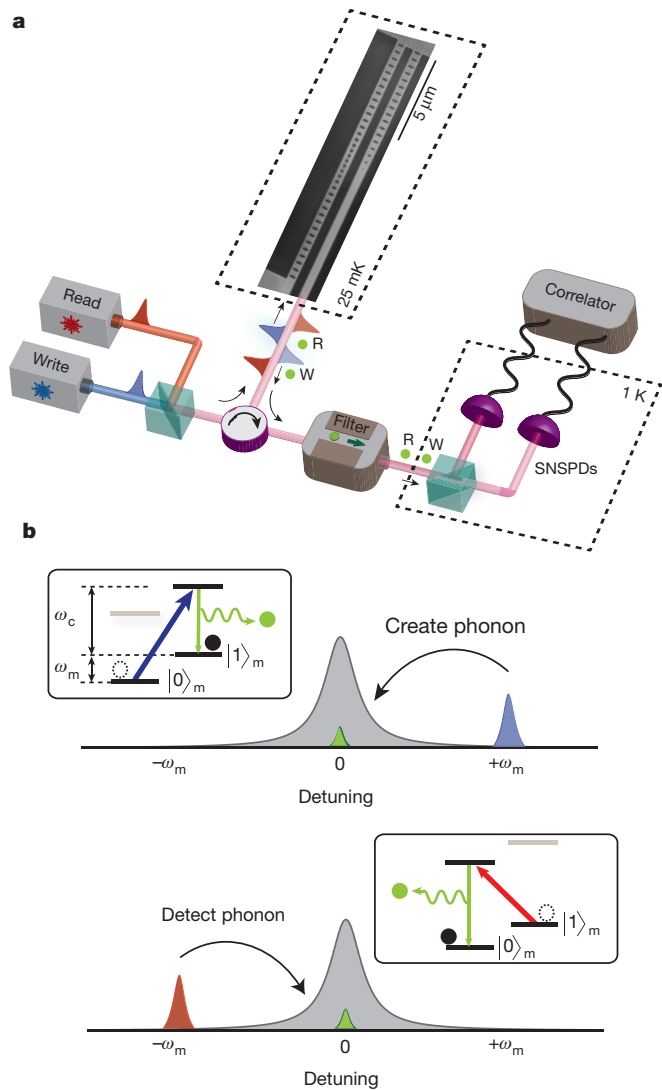 a
5 μm
25 mK
Read
Write
R
W
Filter
R W
Correlator
1 K
SNSPDs
b
ω_c
ω_m
|0⟩_m
|1⟩_m
Create phonon
−ω_m 0 +ω_m
Detuning
Detect phonon
|1⟩_m
|0⟩_m
−ω_m 0 +ω_m
Detuning